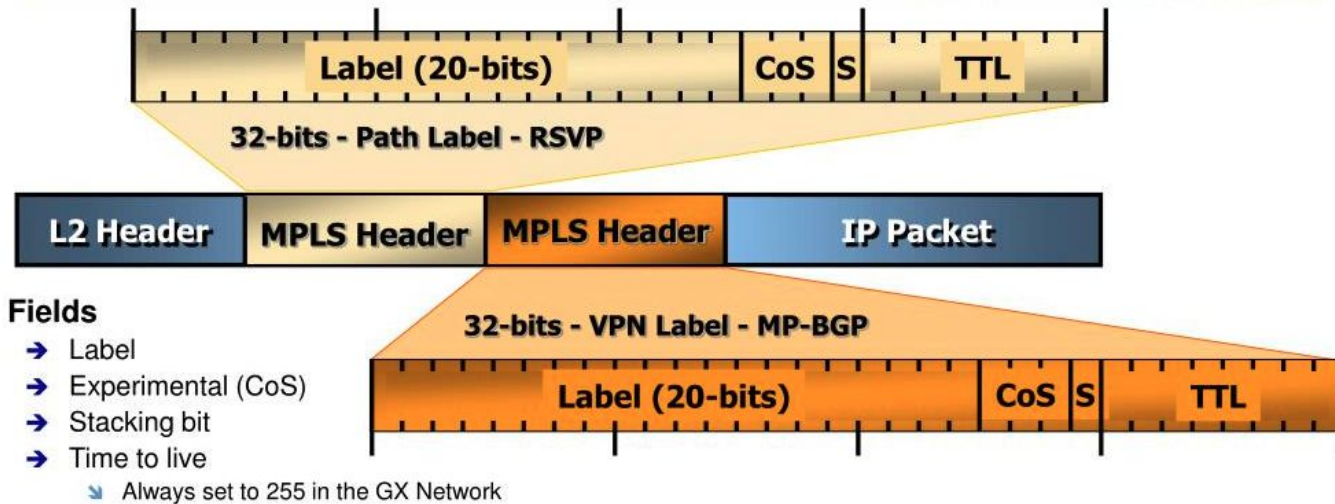 Label (20-bits) CoS S TTL
32-bits - Path Label - RSVP
L2 Header MPLS Header MPLS Header IP Packet
Fields
Label
Experimental (CoS)
Stacking bit
Time to live
Always set to 255 in the GX Network
32-bits - VPN Label - MP-BGP
Label (20-bits) CoS S TTL